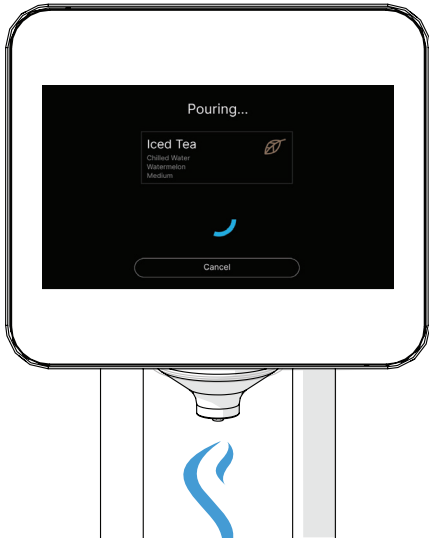 Pouring...
Iced Tea
Chilled Water
Watermelon
Medium
Cancel